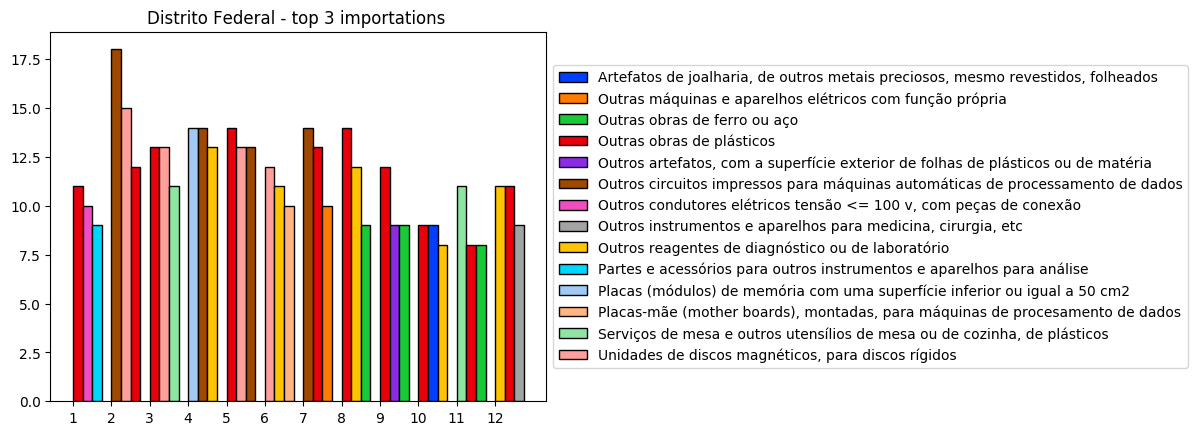 Distrito Federal - top 3 importations
17.5
15.0
12.5
10.0
7.5
5.0
2.5
0.0
1 2 3 4 5 6 7 8 9 10 11 12
Artefatos de joalharia, de outros metais preciosos, mesmo revestidos, folheados
Outras máquinas e aparelhos elétricos com função própria
Outras obras de ferro ou aço
Outras obras de plásticos
Outros artefatos, com a superfície exterior de folhas de plásticos ou de matéria
Outros circuitos impressos para máquinas automáticas de processamento de dados
Outros condutores elétricos tensão <= 100 v, com peças de conexão
Outros instrumentos e aparelhos para medicina, cirurgia, etc
Outros reagentes de diagnóstico ou de laboratório
Partes e acessórios para outros instrumentos e aparelhos para análise
Placas (módulos) de memória com uma superfície inferior ou igual a 50 cm2
Placas-mãe (mother boards), montadas, para máquinas de procesamento de dados
Serviços de mesa e outros utensílios de mesa ou de cozinha, de plásticos
Unidades de discos magnéticos, para discos rígidos